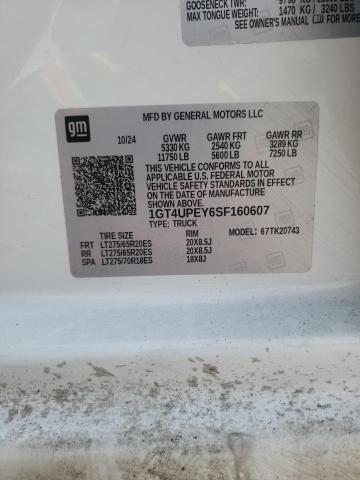 GOOSENECK TWR:
MAX TONGUE WEIGHT: 1470 KG / 3240 LBS
SEE OWNER'S MANUAL FOR MORE
gm
MFD BY GENERAL MOTORS LLC
10/24 GVWR GAWR FRT GAWR RR
5330 KG 2540 KG 3289 KG
11750 LB 5600 LB 7250 LB
THIS VEHICLE CONFORMS TO ALL
APPLICABLE U.S. FEDERAL MOTOR
VEHICLE SAFETY STANDARDS IN
EFFECT ON THE DATE OF
MANUFACTURE SHOWN ABOVE.
1GT4UPEY6SF160607
TYPE: TRUCK
MODEL: 67TK20743
TIRE SIZE RIM
FRT LT275/65R20ES 20X8.5J
RR LT275/65R20ES 20X8.5J
SPA LT275/70R18ES 18X8J